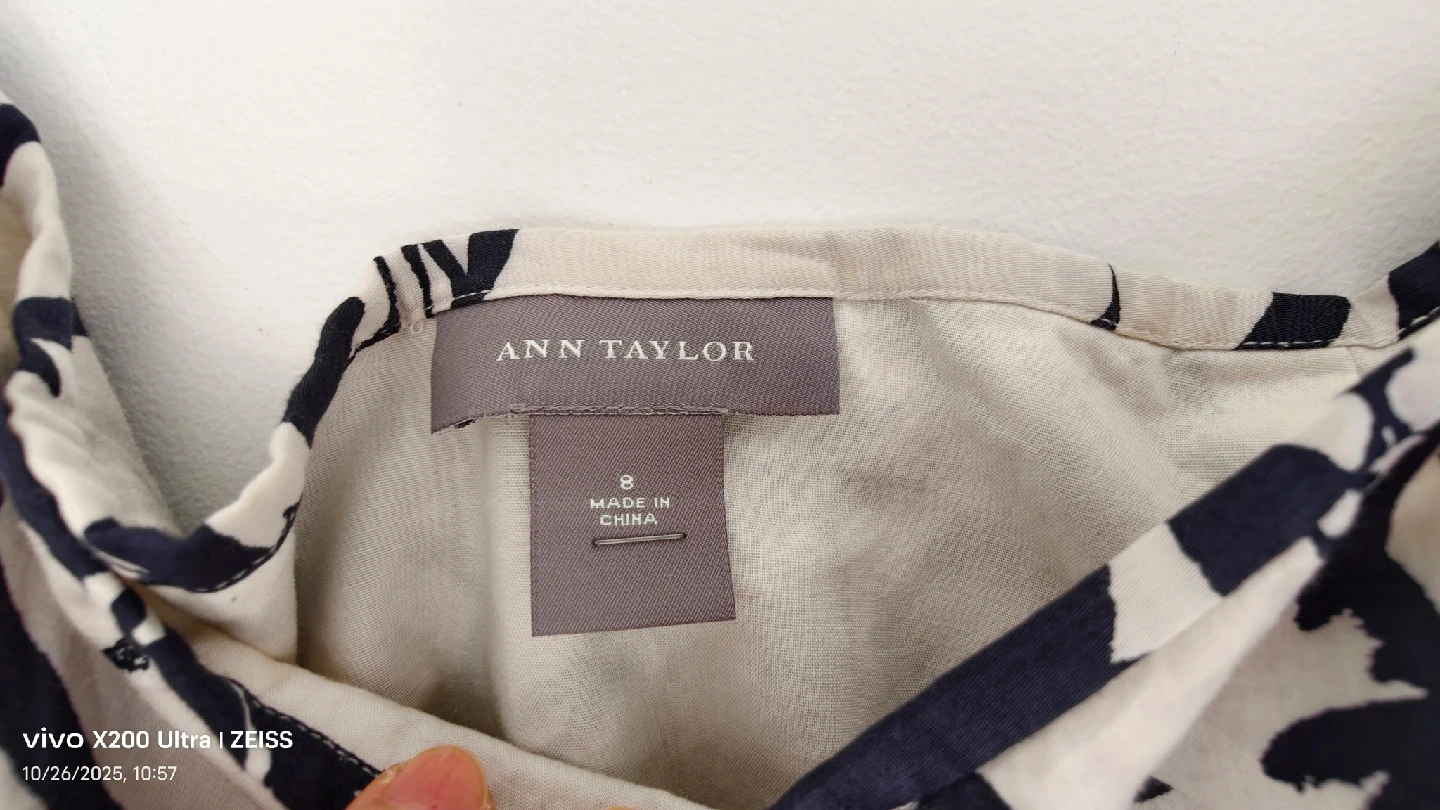 ANN TAYLOR
8
MADE IN
CHINA
vivo X200 Ultra | ZEISS
10/26/2025, 10:57